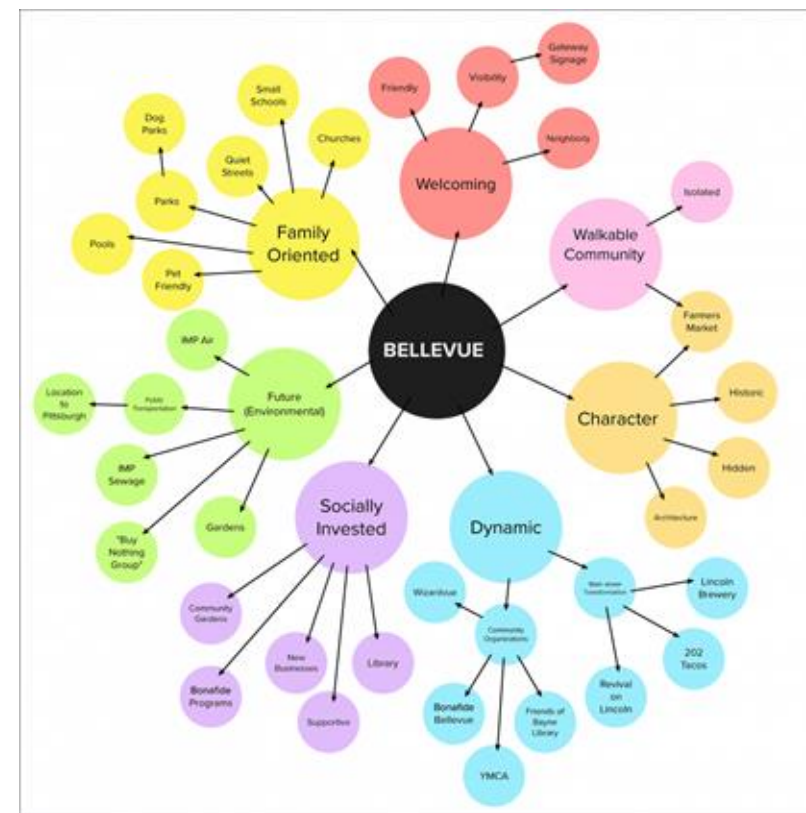 Gateway
Signage
Visibility
Friendly
Neighborly
Welcoming
Small
Schools
Dog
Parks
Churches
Quiet
Streets
Parks
Pools
Pet
Friendly
Family
Oriented
Isolated
Walkable
Community
BELLEVUE
Farmers
Market
Historic
Hidden
Architecture
Character
IMP Air
Location
to
Pittsburgh
Public
Transportation
Future
(Environmental)
IMP
Sewage
"Buy
Nothing
Group"
Gardens
Socially
Invested
Community
Gardens
Bonafide
Programs
New
Businesses
Supportive
Library
Dynamic
Wizardvue
Community
Organizations
Bonafide
Bellevue
YMCA
Friends of
Bayne
Library
Main street
Transformation
Lincoln
Brewery
202
Tacos
Revival
on
Lincoln